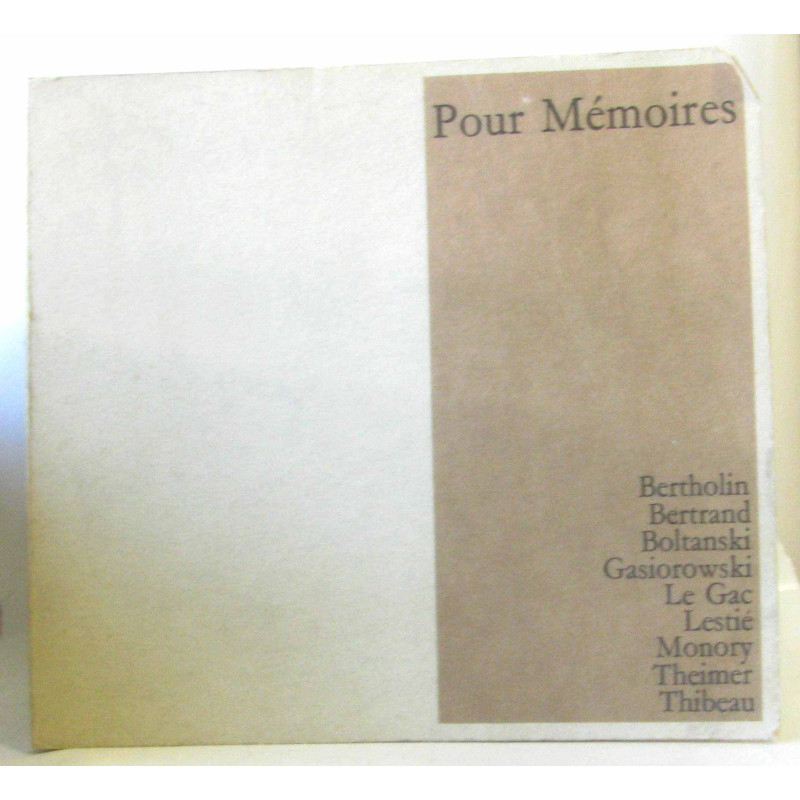 Pour Mémoires
Bertholin
Bertrand
Boltanski
Gasiorowski
Le Gac
Lestié
Monory
Theimer
Thibeau